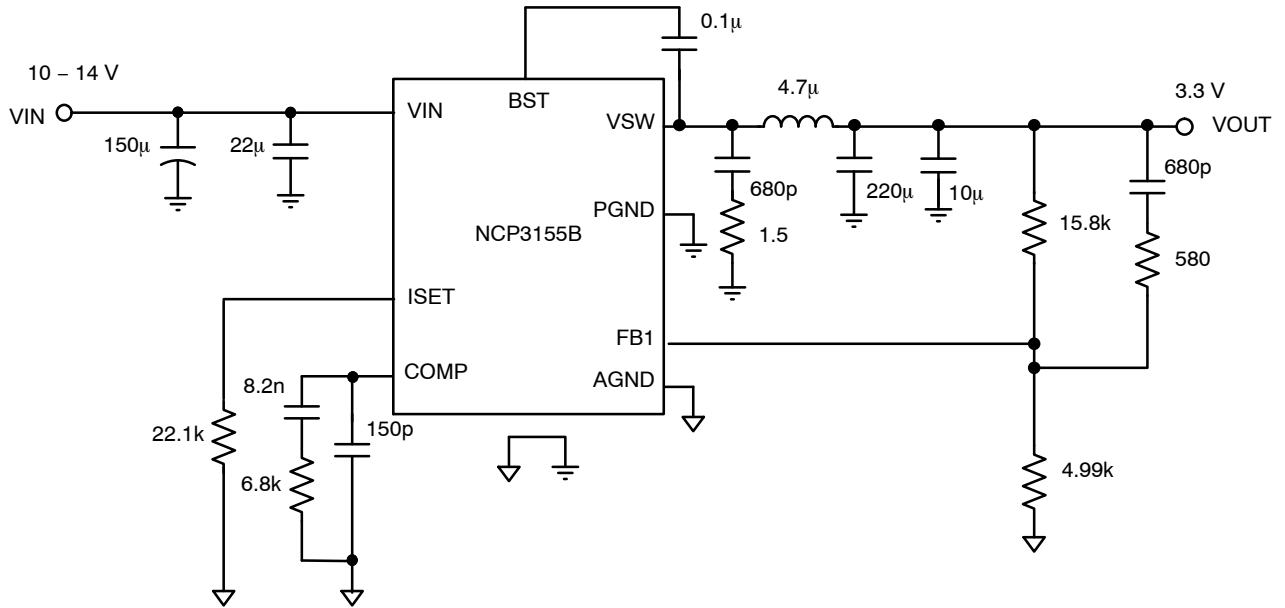 0.1μ
10 – 14 V
VIN
150μ
22μ
VIN
BST
VSW
4.7μ
3.3 V
VOUT
680p
1.5
220μ
10μ
15.8k
680p
580
PGND
NCP3155B
ISET
FB1
COMP
AGND
8.2n
150p
22.1k
6.8k
4.99k